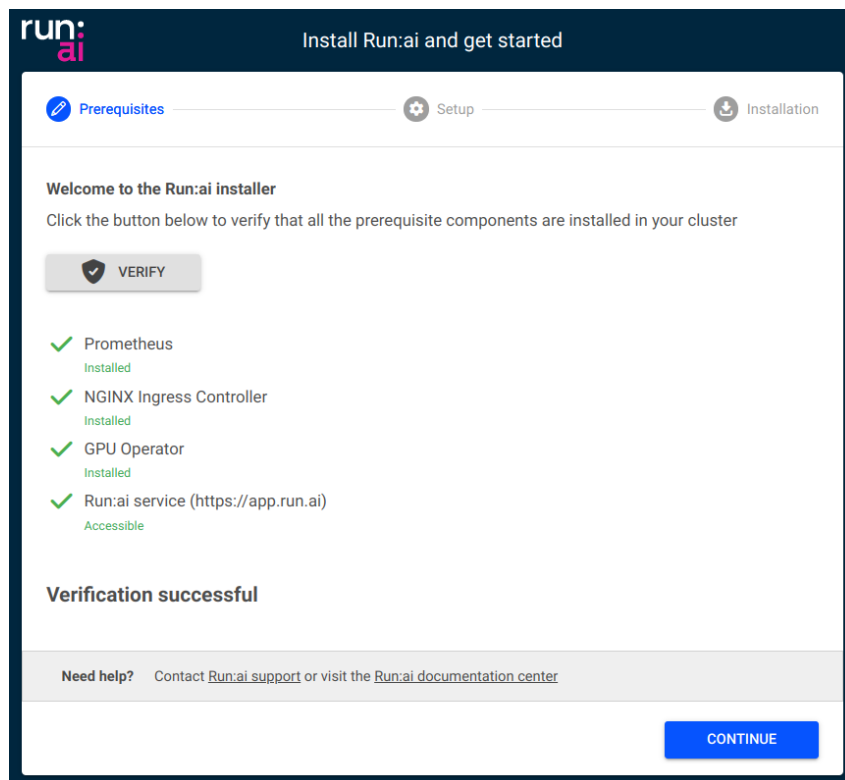 run:
ai
Install Run:ai and get started
Prerequisites
Setup
Installation
Welcome to the Run:ai installer
Click the button below to verify that all the prerequisite components are installed in your cluster
VERIFY
Prometheus
Installed
NGINX Ingress Controller
Installed
GPU Operator
Installed
Run:ai service (https://app.run.ai)
Accessible
Verification successful
Need help? Contact Run:ai support or visit the Run:ai documentation center
CONTINUE